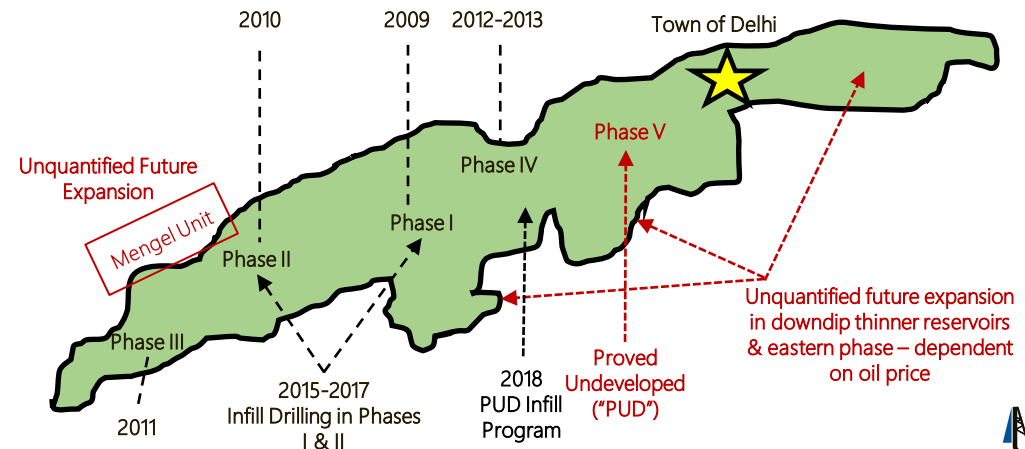 2010
2009
2012-2013
Town of Delhi
Phase V
Unquantified Future
Expansion
Phase IV
Mengel Unit
Phase I
Phase II
Phase III
Unquantified future expansion
in downdip thinner reservoirs
& eastern phase – dependent
on oil price
2011
2015-2017
Infill Drilling in Phases
I & II
2018
PUD Infill
Program
Proved
Undeveloped
("PUD")